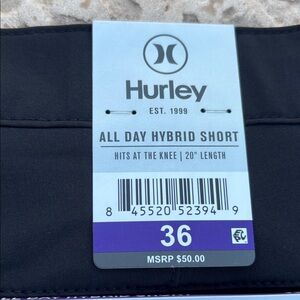 Hurley
EST. 1999
ALL DAY HYBRID SHORT
HITS AT THE KNEE | 20" LENGTH
8 45520 52394 9
36
MSRP $50.00